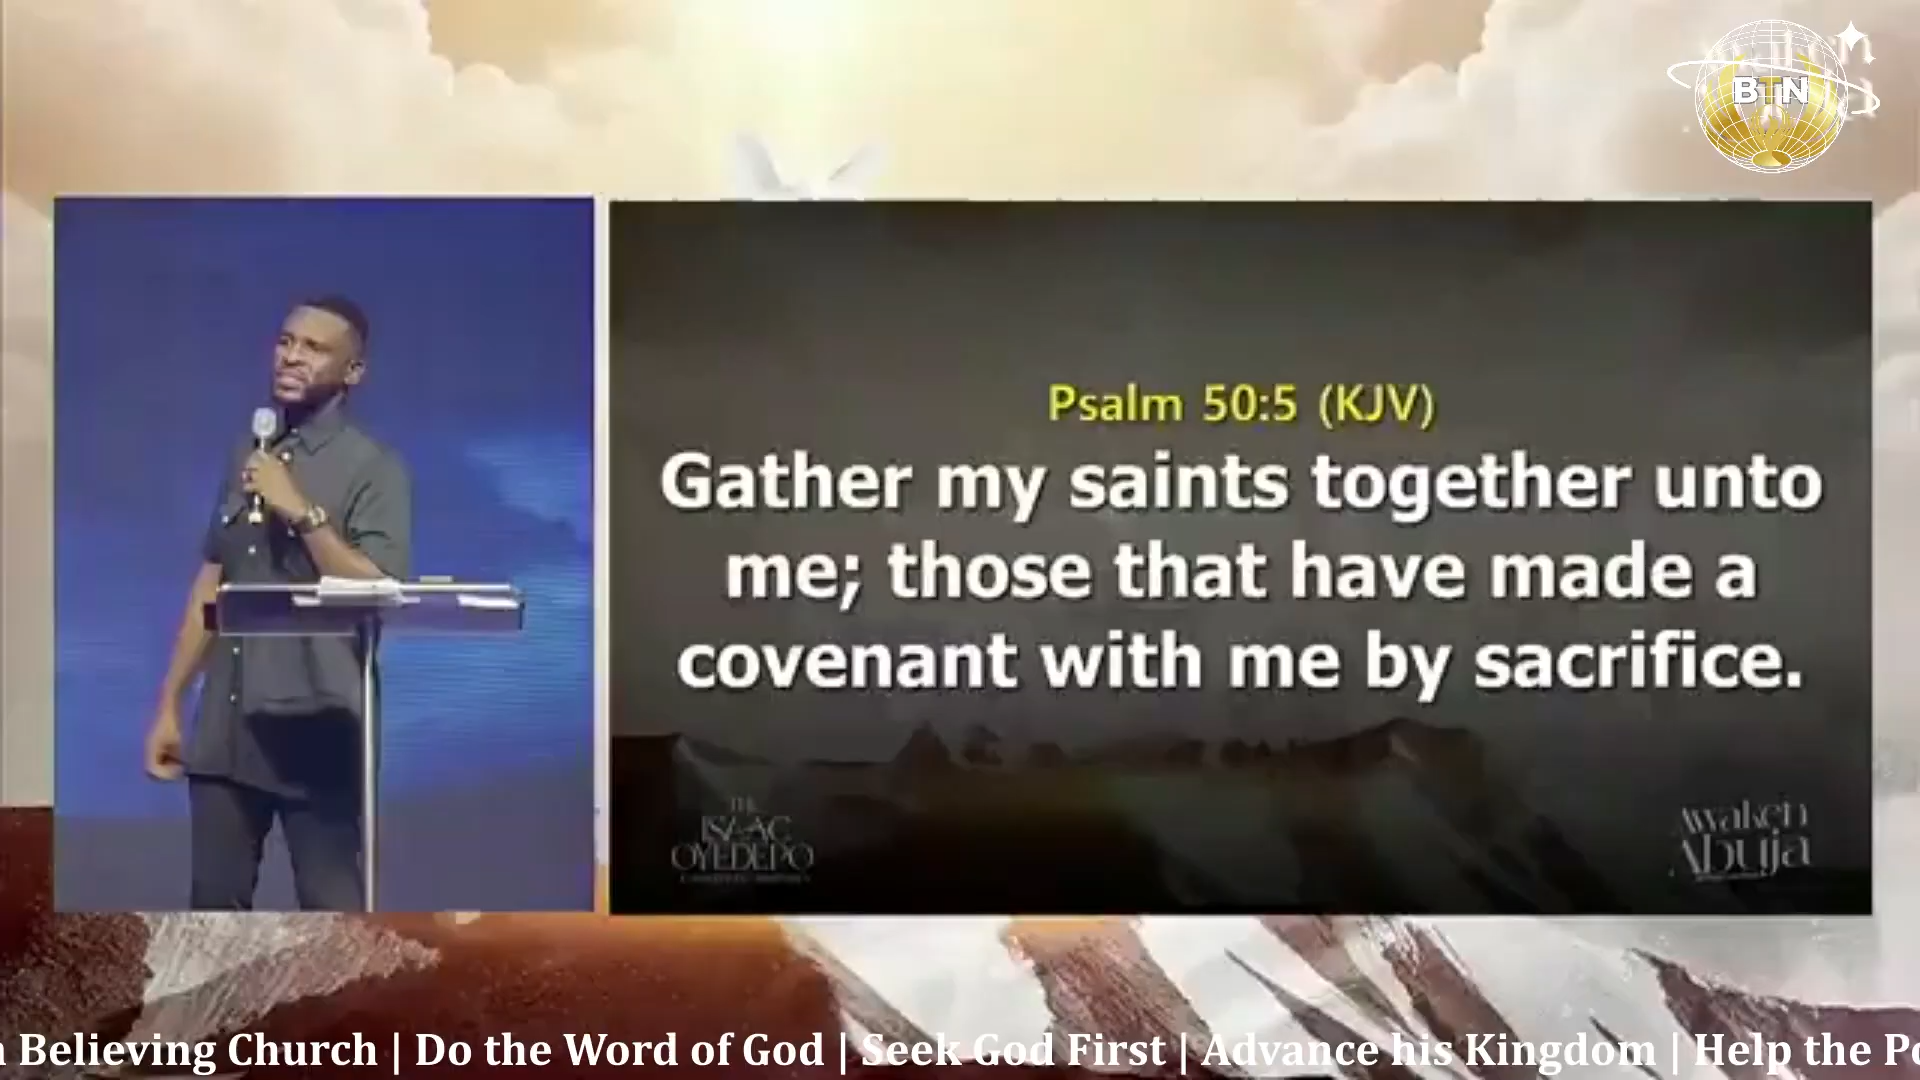 BTN
Psalm 50:5 (KJV)
Gather my saints together unto
me; those that have made a
covenant with me by sacrifice.
THE
ISAAC
OYEDEPO
Awaken
Abuja
Believing Church | Do the Word of God | Seek God First | Advance his Kingdom | Help the